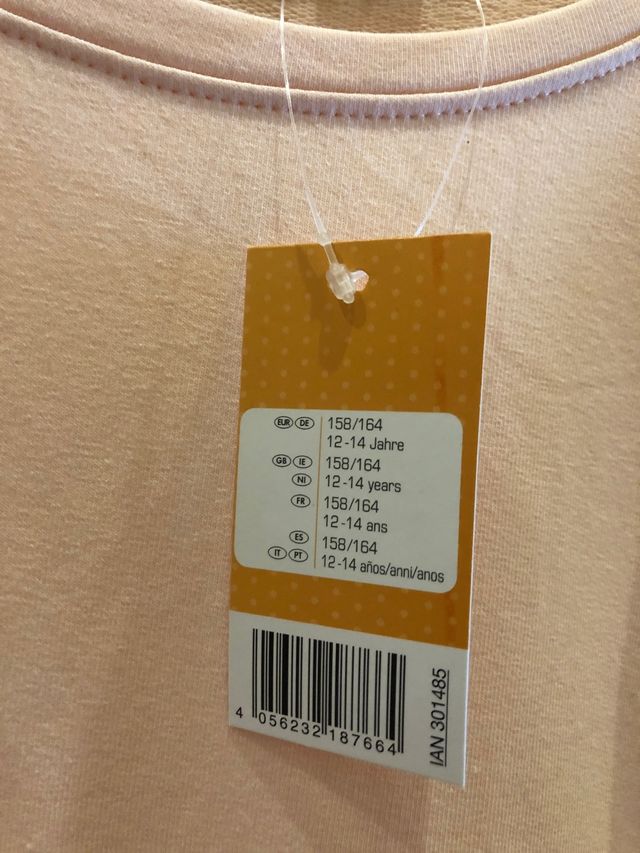 EUR DE 158/164
12-14 Jahre
GB IE 158/164
NI 12-14 years
FR 158/164
12-14 ans
ES 158/164
IT PT 12-14 años/anni/anos
4 056232 187664
IAN 301485